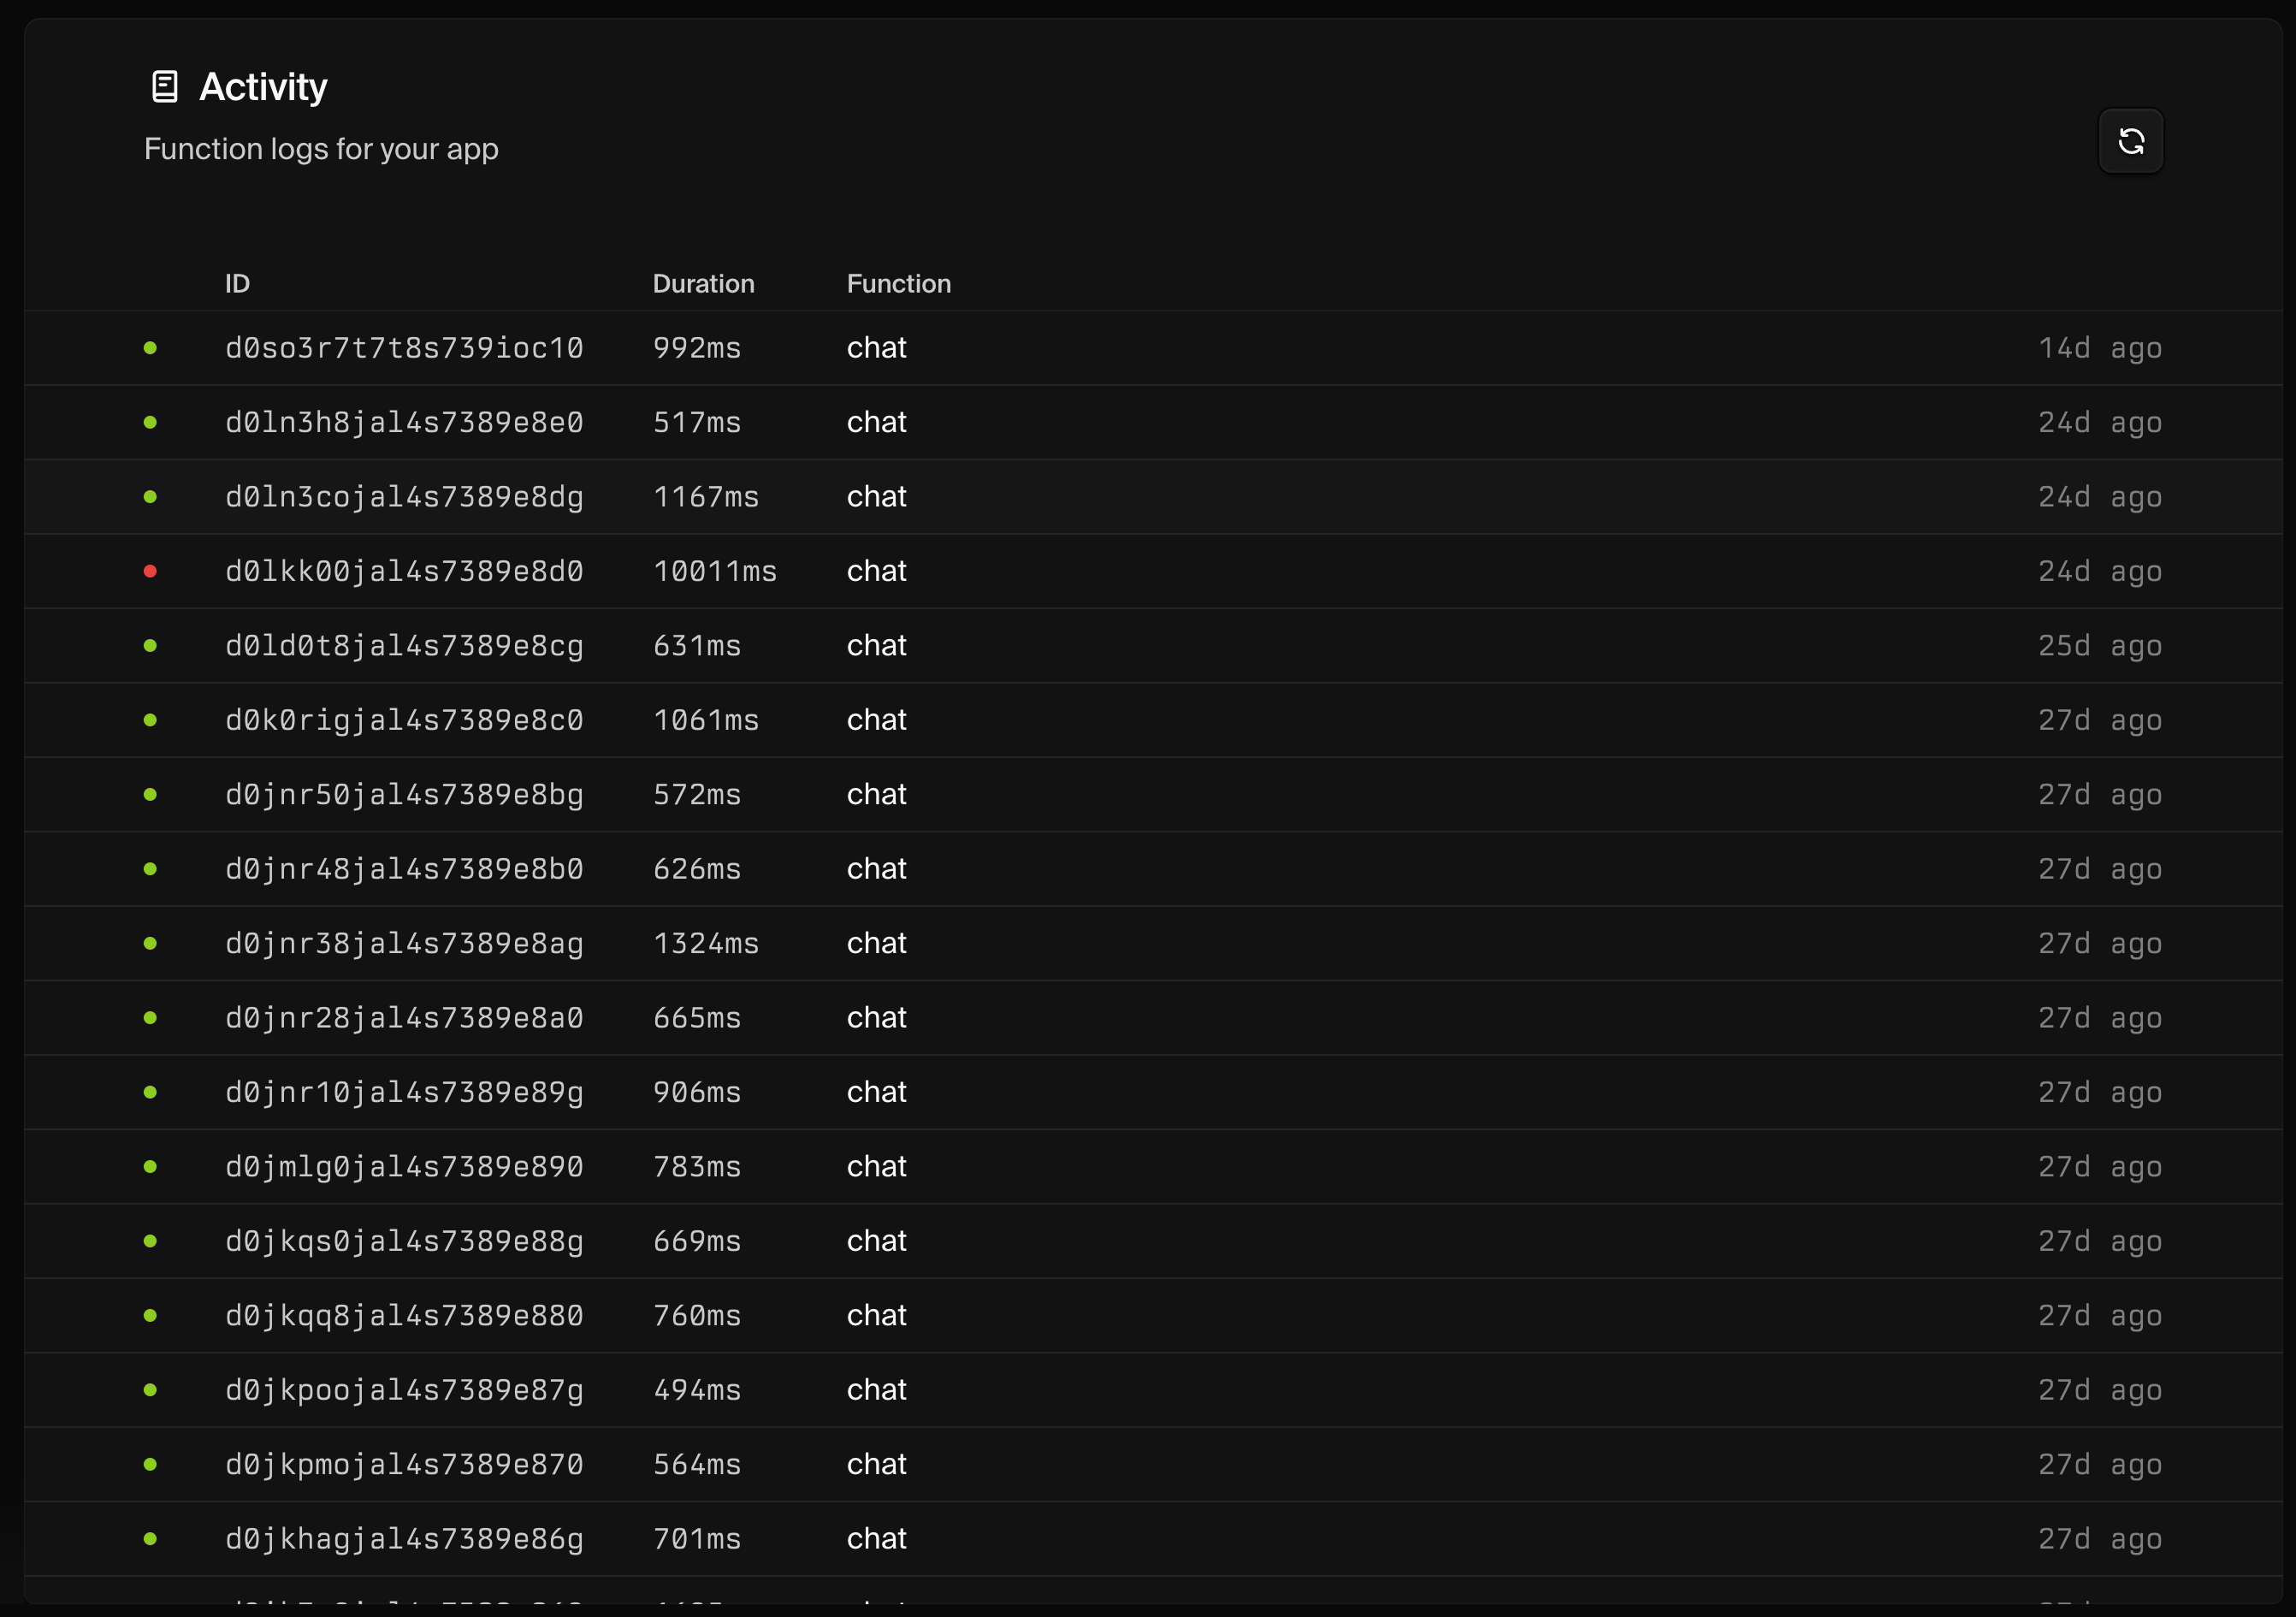 Activity
Function logs for your app
ID Duration Function
d0so3r7t7t8s739ioc10 992ms chat 14d ago
d0ln3h8jal4s7389e8e0 517ms chat 24d ago
d0ln3cojal4s7389e8dg 1167ms chat 24d ago
d0lkk00jal4s7389e8d0 10011ms chat 24d ago
d0ld0t8jal4s7389e8cg 631ms chat 25d ago
d0k0rigjal4s7389e8c0 1061ms chat 27d ago
d0jnr50jal4s7389e8bg 572ms chat 27d ago
d0jnr48jal4s7389e8b0 626ms chat 27d ago
d0jnr38jal4s7389e8ag 1324ms chat 27d ago
d0jnr28jal4s7389e8a0 665ms chat 27d ago
d0jnr10jal4s7389e89g 906ms chat 27d ago
d0jmlg0jal4s7389e890 783ms chat 27d ago
d0jkqs0jal4s7389e88g 669ms chat 27d ago
d0jkqq8jal4s7389e880 760ms chat 27d ago
d0jkpoojal4s7389e87g 494ms chat 27d ago
d0jkpmojal4s7389e870 564ms chat 27d ago
d0jkhagjal4s7389e86g 701ms chat 27d ago